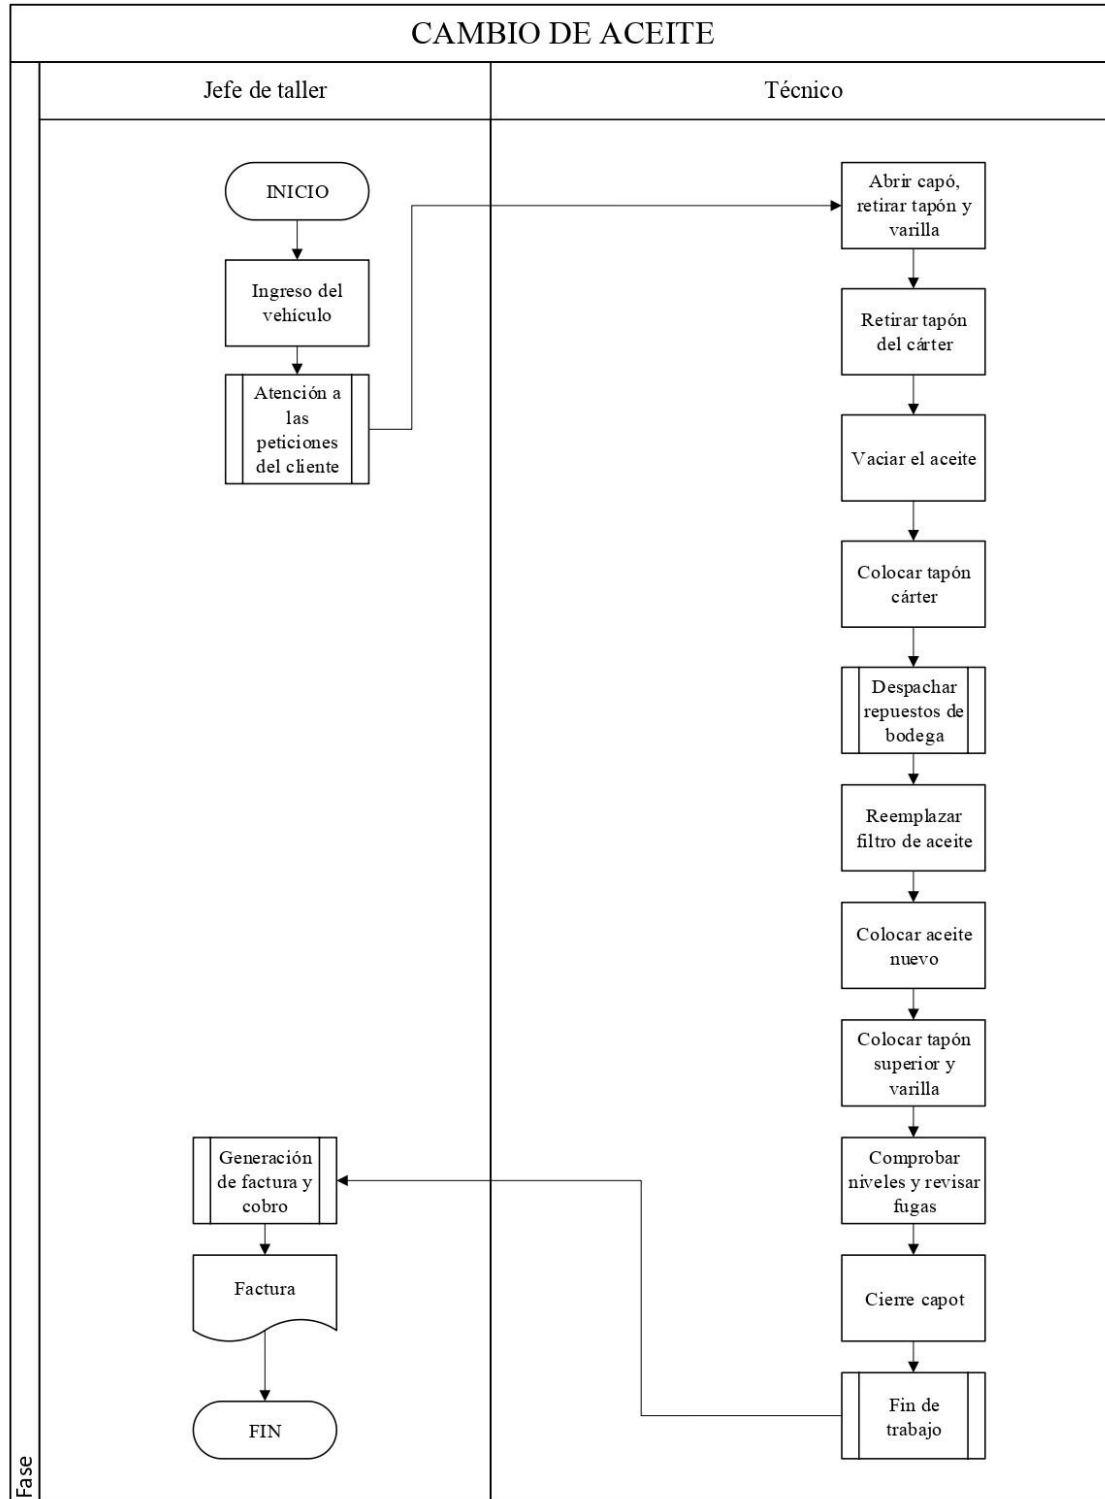 CAMBIO DE ACEITE
Jefe de taller
Técnico
INICIO
Ingreso del
vehículo
Atención a
las
peticiones
del cliente
Abrir capó,
retirar tapón y
varilla
Retirar tapón
del cárter
Vaciar el aceite
Colocar tapón
cárter
Despachar
repuestos de
bodega
Reemplazar
filtro de aceite
Colocar aceite
nuevo
Colocar tapón
superior y
varilla
Comprobar
niveles y revisar
fugas
Cierre capot
Fin de
trabajo
Generación
de factura y
cobro
Factura
FIN
Fase